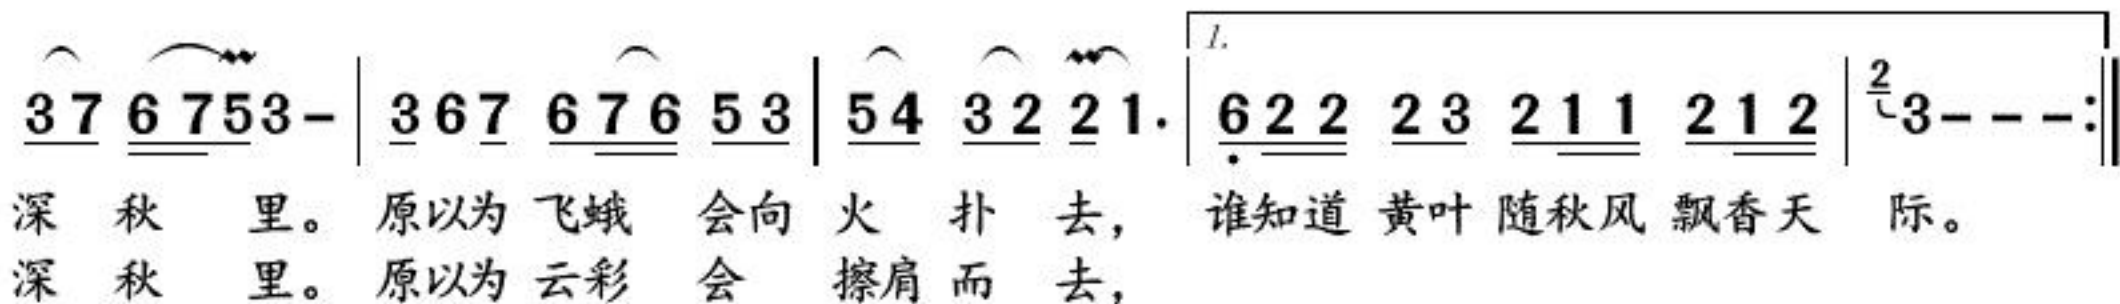 1.
3 7 6 7 5 3 – | 3 6 7 6 7 6 5 3 | 5 4 3 2 2 1 . | 6 2 2 2 3 2 1 1 2 1 2 | 2 3 – – – :
深 秋 里。 原以为 飞蛾 会向 火 扑 去， 谁知道 黄叶 随秋风 飘香天 际。
深 秋 里。 原以为 云彩 会 擦肩 而 去，